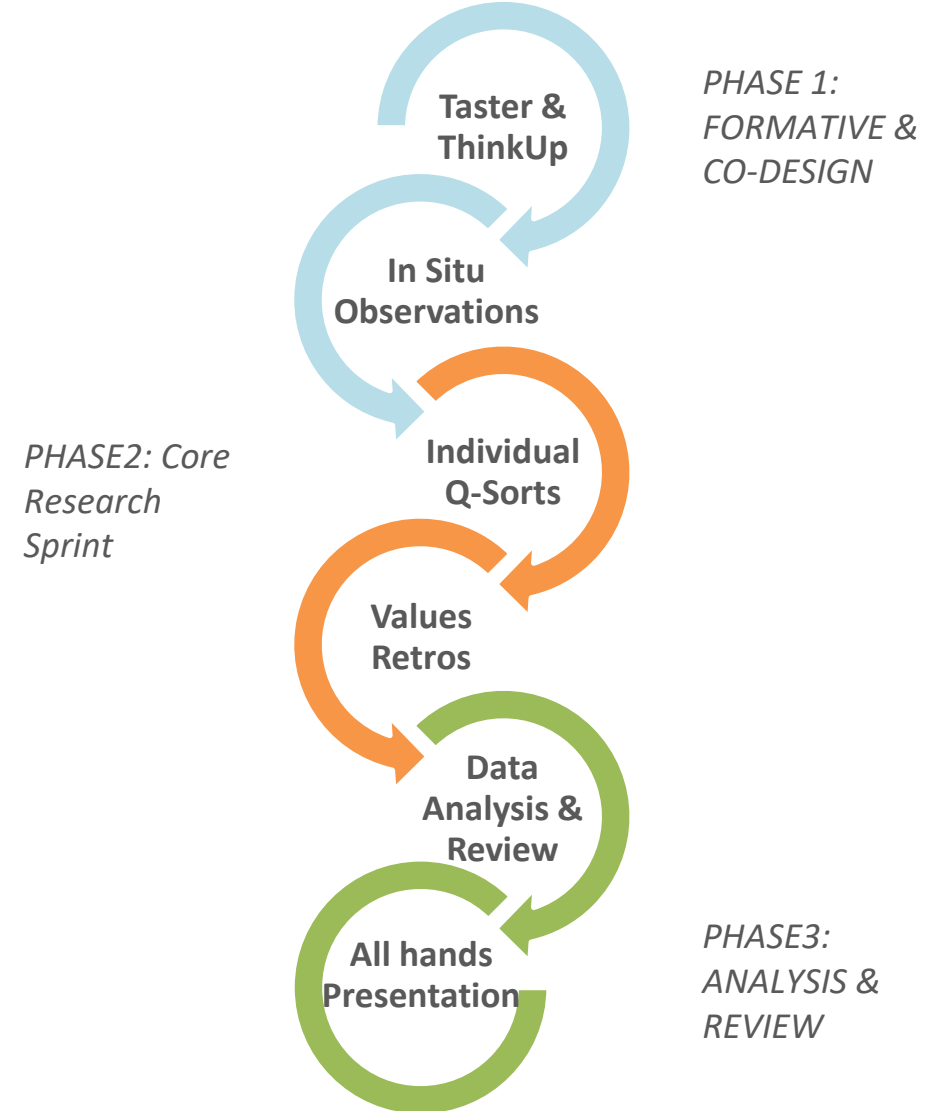 Taster &
ThinkUp
PHASE 1:
FORMATIVE &
CO-DESIGN
In Situ
Observations
Individual
Q-Sorts
PHASE2: Core
Research
Sprint
Values
Retros
Data
Analysis &
Review
All hands
Presentation
PHASE3:
ANALYSIS &
REVIEW